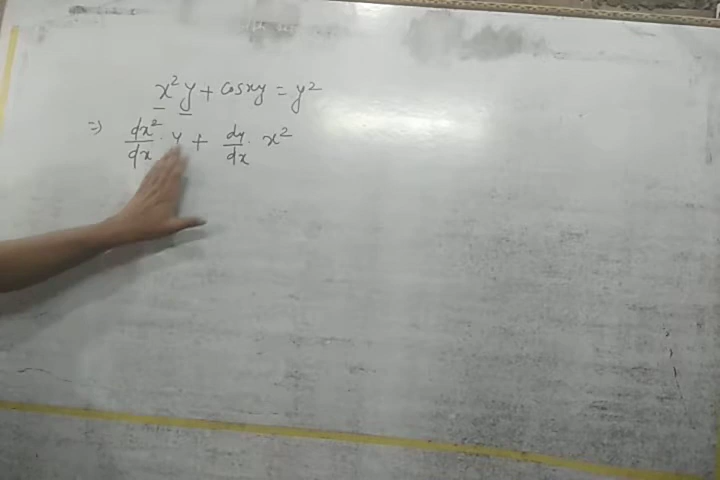 x²y + cosxy = y²
⇒ dx²/dx · y + dy/dx · x²